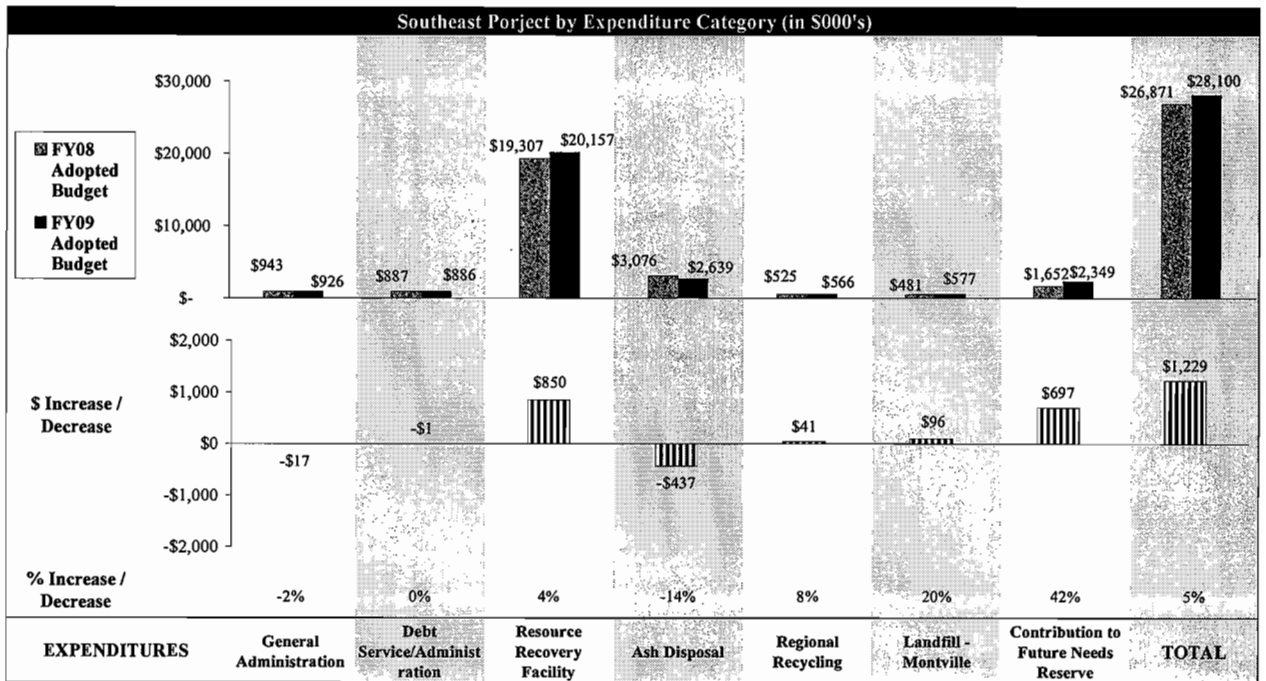 Southeast Porject by Expenditure Category (in S000's)
$30,000
$20,000
$10,000
$-
FY08
Adopted
Budget
FY09
Adopted
Budget
$943
$926
$887
$886
$19,307
$20,157
$3,076
$2,639
$525
$566
$481
$577
$1,652
$2,349
$26,871
$28,100
$ Increase /
Decrease
$2,000
$1,000
$0
-$1,000
-$2,000
-$17
-$1
$850
-$437
$41
$96
$697
$1,229
% Increase /
Decrease
-2%
0%
4%
-14%
8%
20%
42%
5%
EXPENDITURES
General
Administration
Debt
Service/Administ
ration
Resource
Recovery
Facility
Ash Disposal
Regional
Recycling
Landfill -
Montville
Contribution to
Future Needs
Reserve
TOTAL